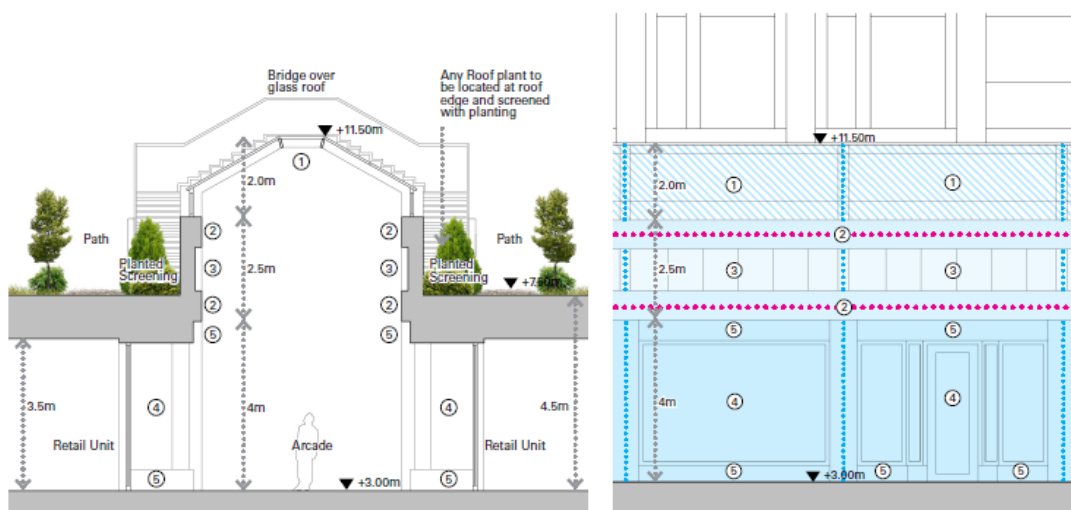 Bridge over
glass roof
Any Roof plant to
be located at roof
edge and screened
with planting
+11.50m
1
2.0m
2
2
Path
Path
Planted
Screening
Planted
Screening
3
3
2.5m
+7.50m
2
2
5
5
3.5m
4
4m
4
4.5m
Retail Unit
Arcade
Retail Unit
5
+3.00m
5
+11.50m
2.0m
1
1
2
2.5m
3
3
2
5
5
4m
4
4
5
+3.00m
5
5